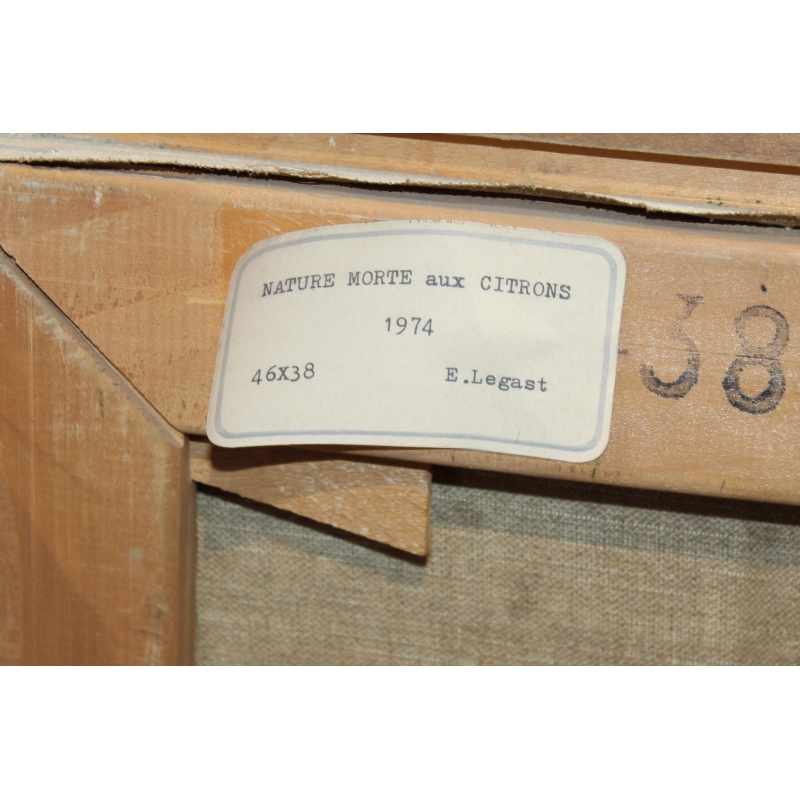 NATURE MORTE aux CITRONS
1974
46X38 E.Legast
38